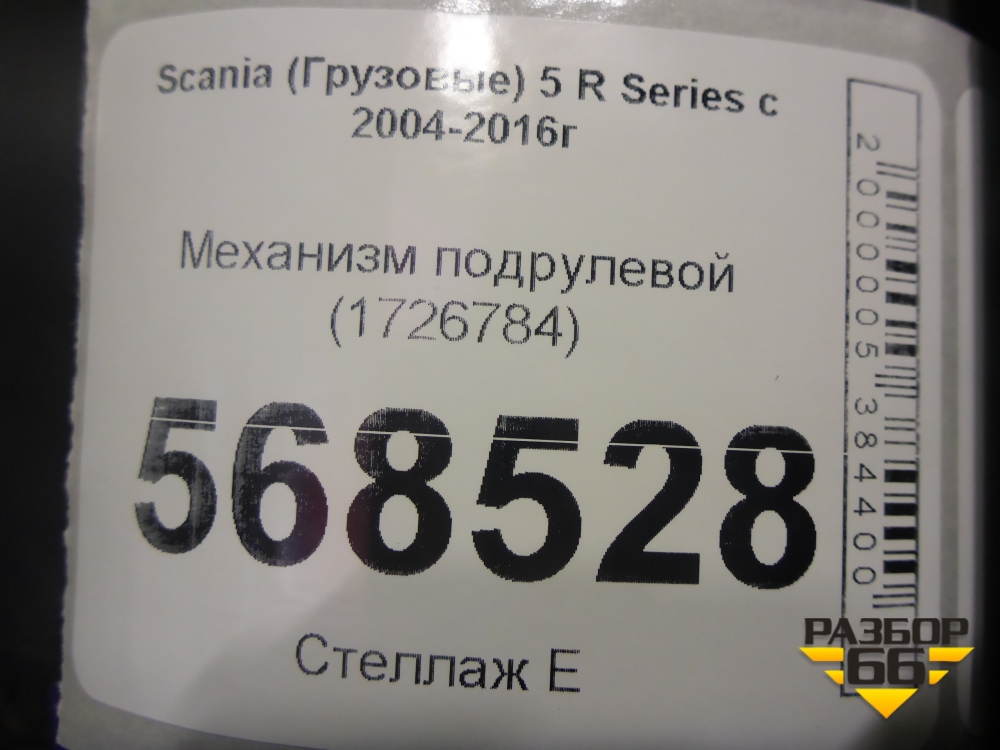 Scania (Грузовые) 5 R Series с
2004-2016г
Механизм подрулевой
(1726784)
568528
Стеллаж Е
2000005384400
РАЗБОР
66